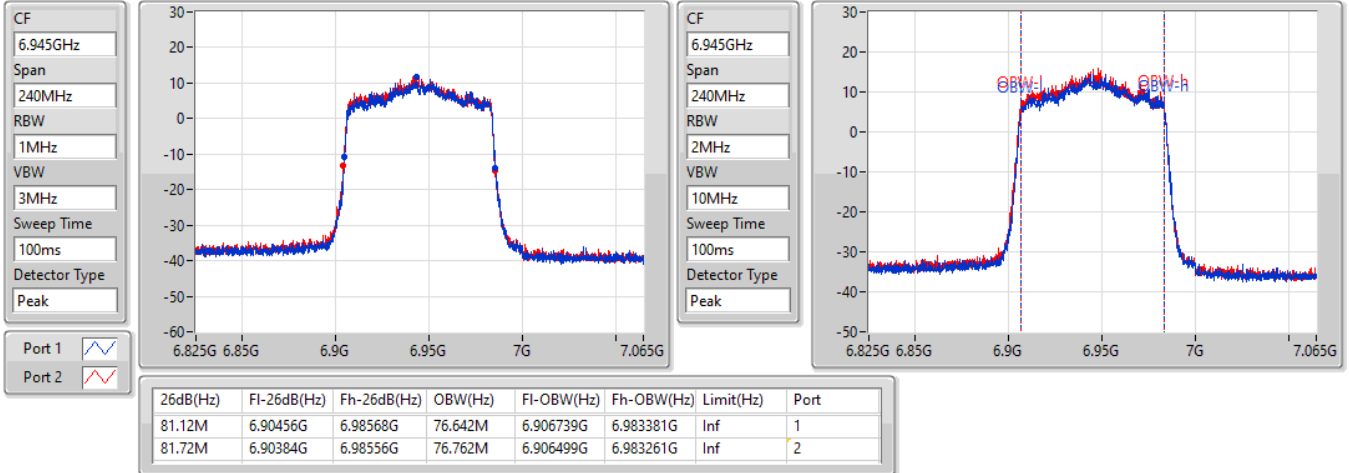 CF
6.945GHz
Span
240MHz
RBW
1MHz
VBW
3MHz
Sweep Time
100ms
Detector Type
Peak
30
20
10
0
-10
-20
-30
-40
-50
-60
6.825G 6.85G 6.9G 6.95G 7G 7.065G
CF
6.945GHz
Span
240MHz
RBW
2MHz
VBW
10MHz
Sweep Time
100ms
Detector Type
Peak
30
20
10
0
-10
-20
-30
-40
-50
OBW-l OBW-h
6.825G 6.85G 6.9G 6.95G 7G 7.065G
Port 1
Port 2
26dB(Hz) Fl-26dB(Hz) Fh-26dB(Hz) OBW(Hz) Fl-OBW(Hz) Fh-OBW(Hz) Limit(Hz) Port
81.12M 6.90456G 6.98568G 76.642M 6.906739G 6.983381G Inf 1
81.72M 6.90384G 6.98556G 76.762M 6.906499G 6.983261G Inf 2